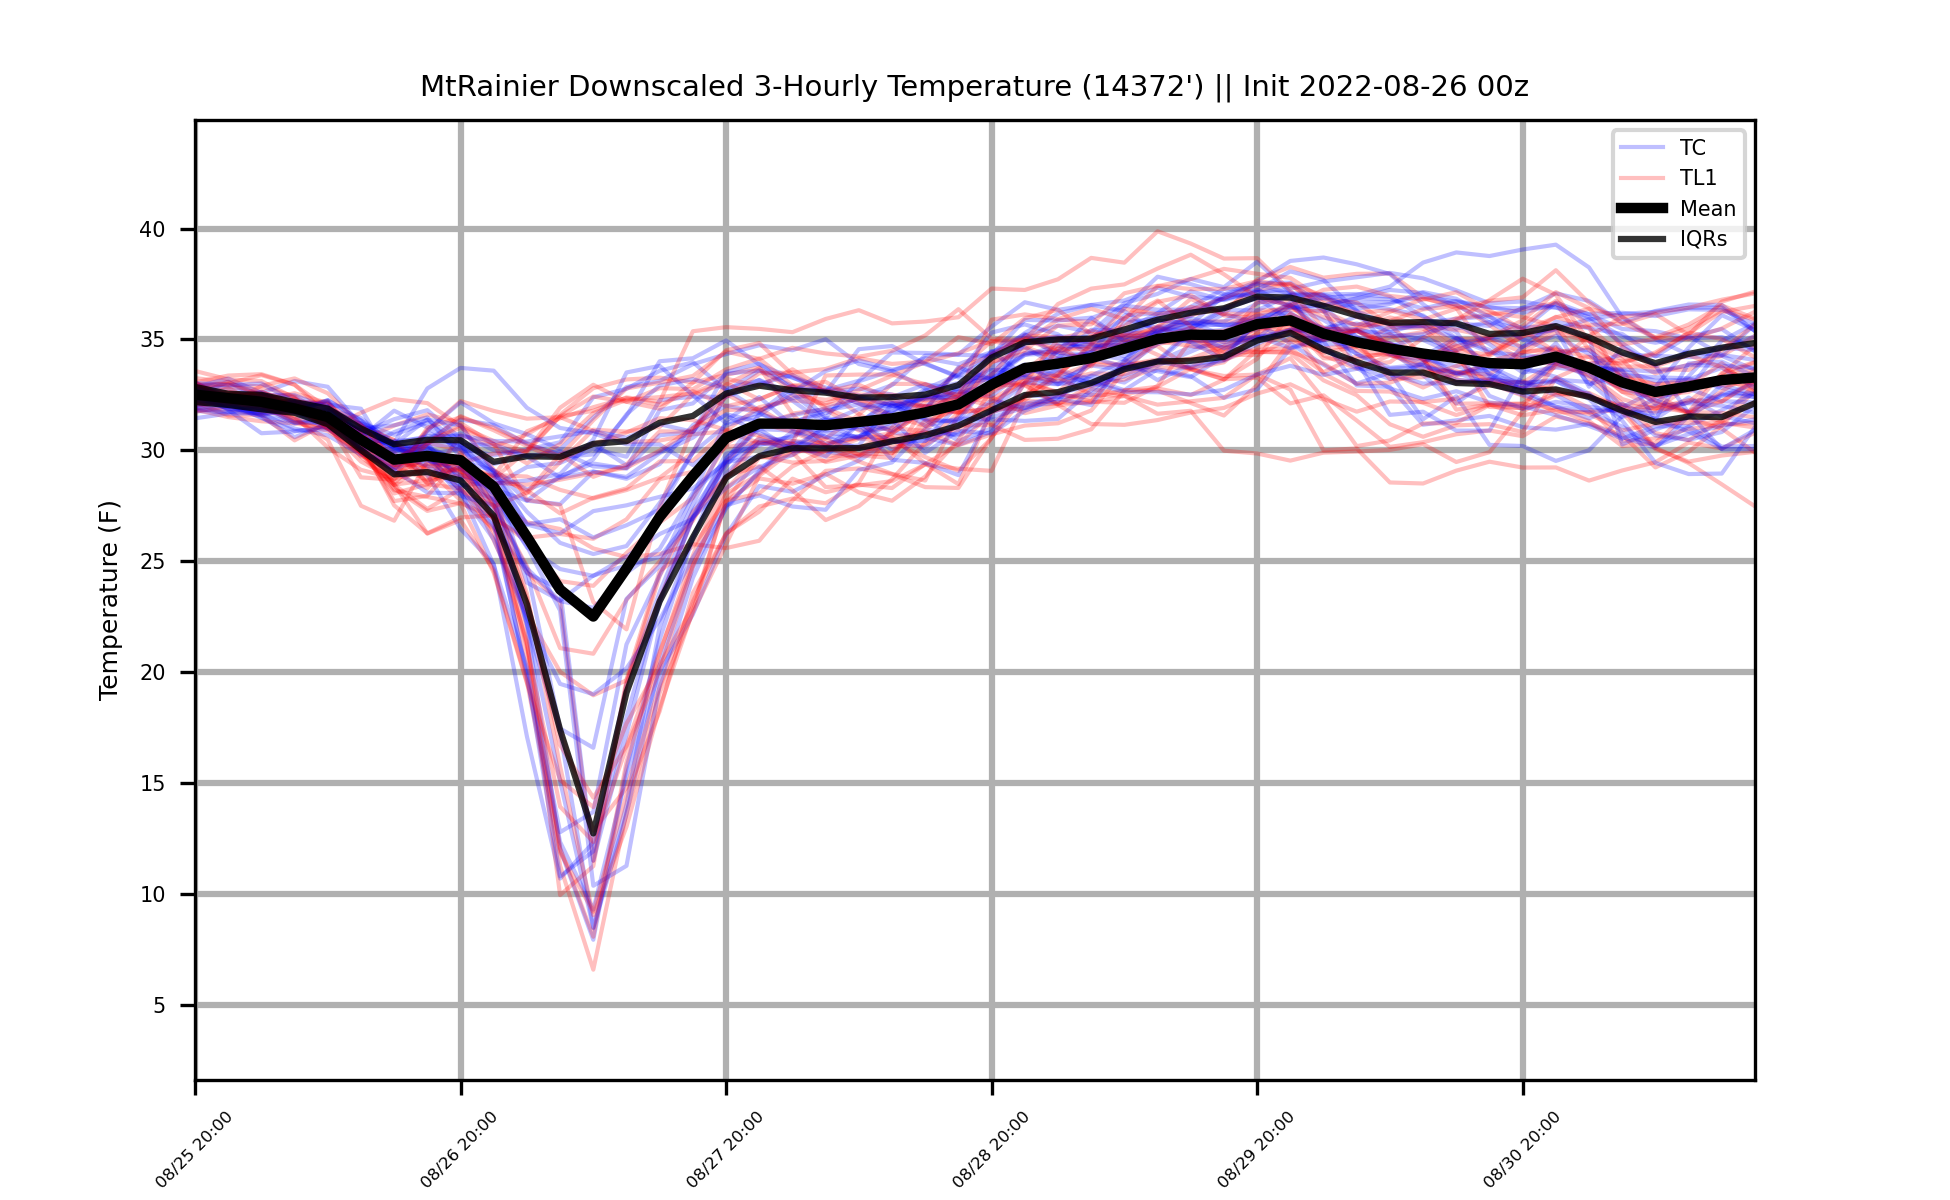 MtRainier Downscaled 3-Hourly Temperature (14372') || Init 2022-08-26 00z
TC
TL1
Mean
IQRs
Temperature (F)
40
35
30
25
20
15
10
5
08/25 20:00
08/26 20:00
08/27 20:00
08/28 20:00
08/29 20:00
08/30 20:00